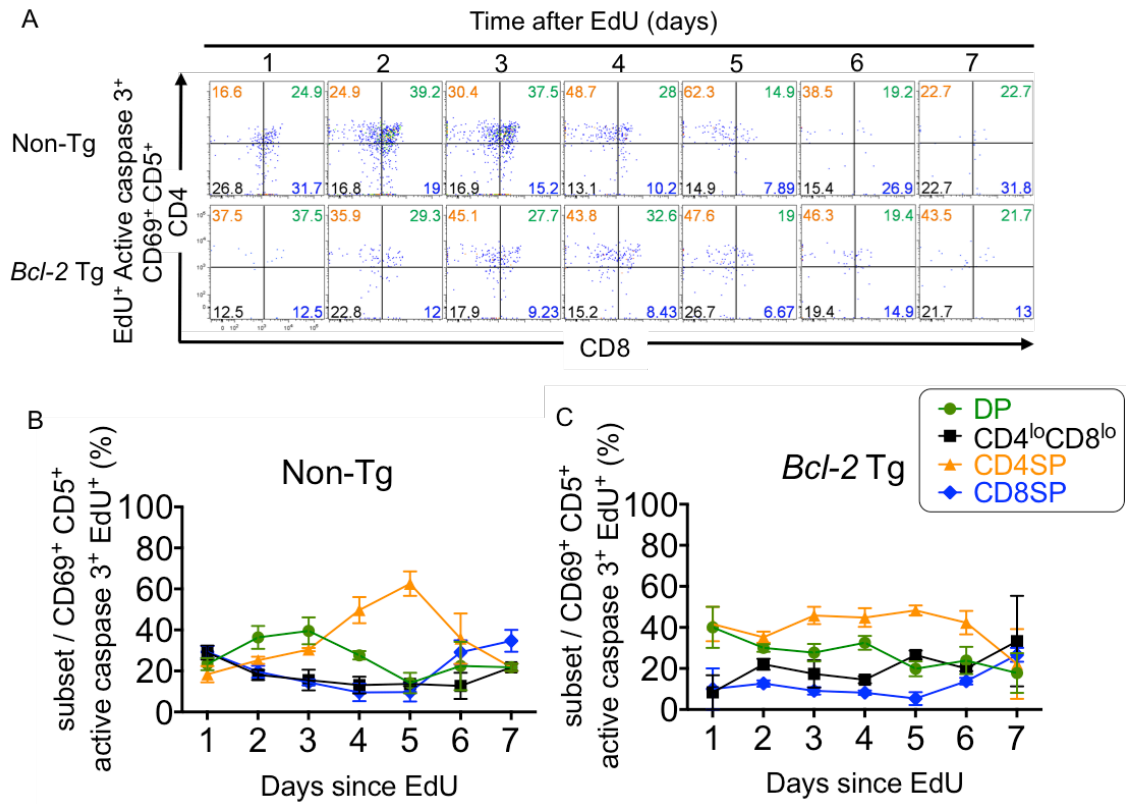 A
Time after EdU (days)
1 2 3 4 5 6 7
EdU⁺ Active caspase 3⁺
CD69⁺ CD5⁺
CD4
Non-Tg
16.6 24.9 24.9 39.2 30.4 37.5 48.7 28 62.3 14.9 38.5 19.2 22.7 22.7
26.8 31.7 16.8 19 16.9 15.2 13.1 10.2 14.9 7.89 15.4 26.9 22.7 31.8
Bcl-2 Tg
37.5 37.5 35.9 29.3 45.1 27.7 43.8 32.6 47.6 19 46.3 19.4 43.5 21.7
12.5 12.5 22.8 12 17.9 9.23 15.2 8.43 26.7 6.67 19.4 14.9 21.7 13
CD8
B
Non-Tg
subset / CD69⁺ CD5⁺
active caspase 3⁺ EdU⁺ (%)
100
80
60
40
20
0
1 2 3 4 5 6 7
Days since EdU
C
Bcl-2 Tg
DP
CD4ˡᵒCD8ˡᵒ
CD4SP
CD8SP
subset / CD69⁺ CD5⁺
active caspase 3⁺ EdU⁺ (%)
100
80
60
40
20
0
1 2 3 4 5 6 7
Days since EdU